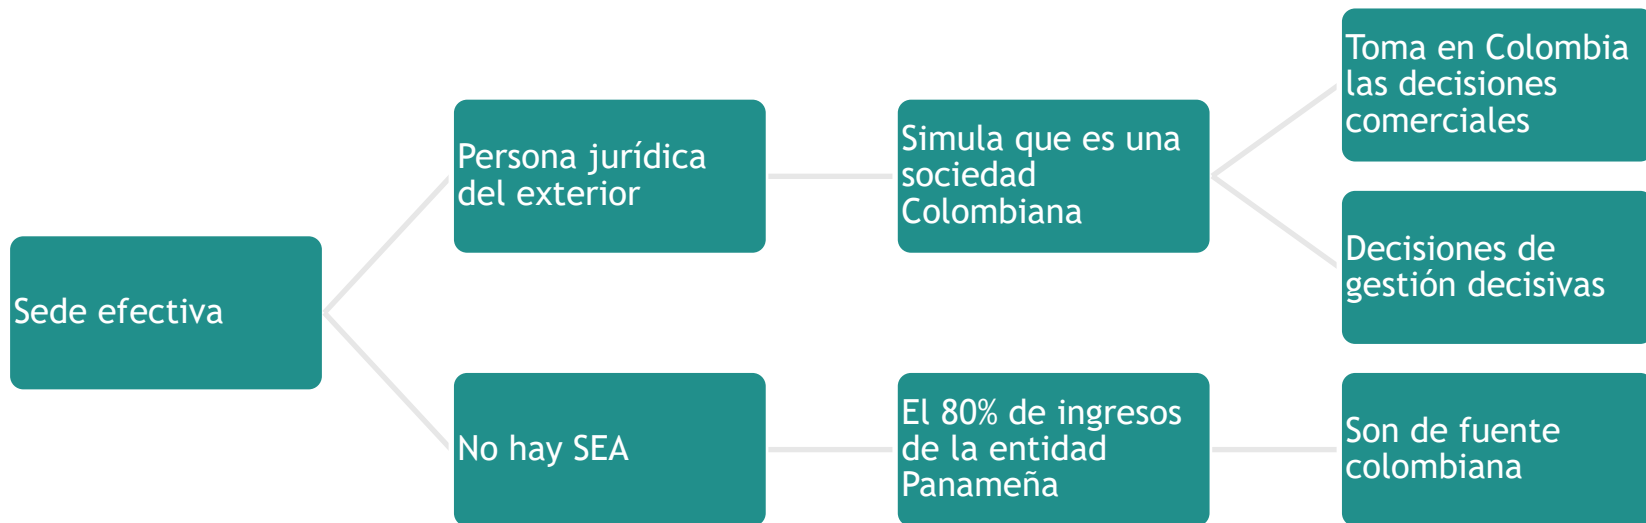 Sede efectiva
Persona jurídica
del exterior
Simula que es una
sociedad
Colombiana
Toma en Colombia
las decisiones
comerciales
Decisiones de
gestión decisivas
No hay SEA
El 80% de ingresos
de la entidad
Panameña
Son de fuente
colombiana